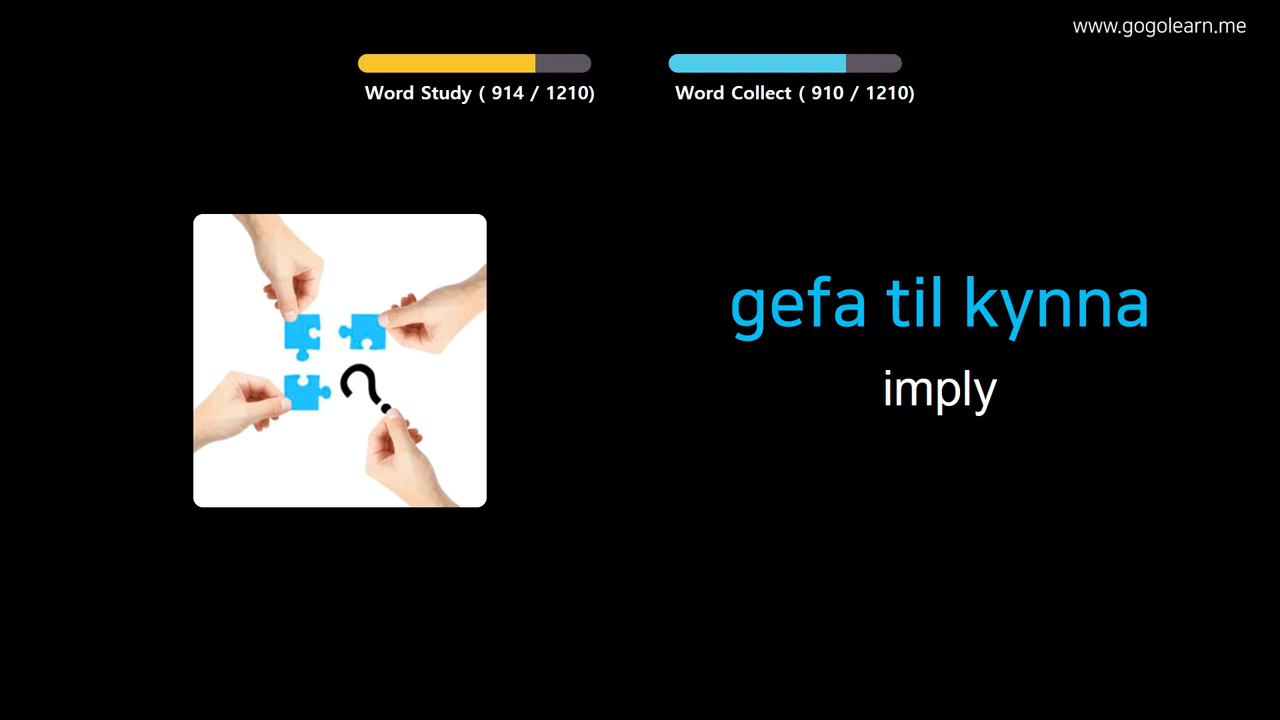 www.gogolearn.me
Word Study ( 914 / 1210)
Word Collect ( 910 / 1210)
gefa til kynna
imply